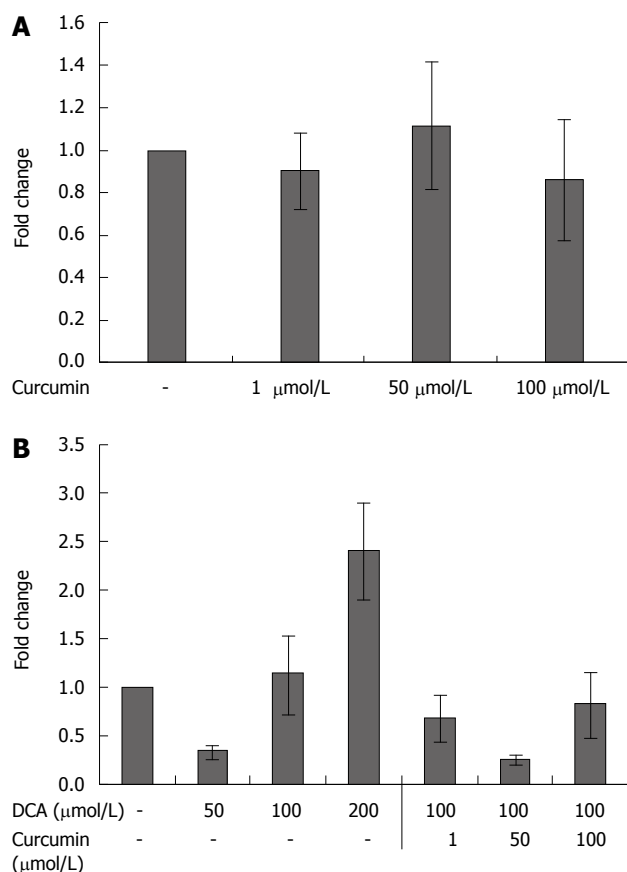 A
1.6
1.4
1.2
1.0
0.8
0.6
0.4
0.2
0.0
Fold change
Curcumin - 1 μmol/L 50 μmol/L 100 μmol/L
B
3.5
3.0
2.5
2.0
1.5
1.0
0.5
0.0
Fold change
DCA (μmol/L) - 50 100 200 100 100 100
Curcumin - - - - 1 50 100
(μmol/L)